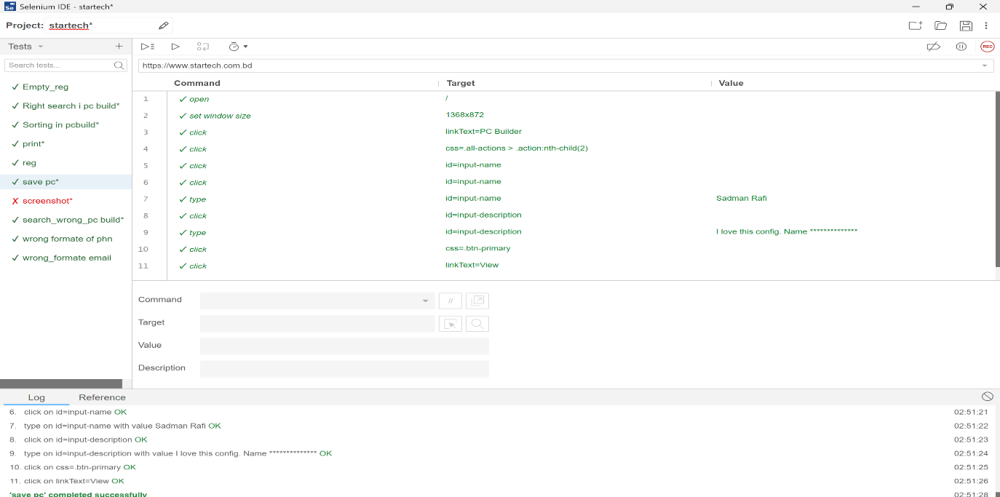 Se Selenium IDE - startech*
Project: startech*
Tests
Search tests...
Empty_reg
Right search i pc build*
Sorting in pcbuild*
print*
reg
save pc*
screenshot*
search_wrong_pc build*
wrong formate of phn
wrong_formate email
REC
https://www.startech.com.bd
Command Target Value
1 open /
2 set window size 1368x872
3 click linkText=PC Builder
4 click css=.all-actions > .action:nth-child(2)
5 click id=input-name
6 click id=input-name
7 type id=input-name Sadman Rafi
8 click id=input-description
9 type id=input-description I love this config. Name **************
10 click css=.btn-primary
11 click linkText=View
Command //
Target
Value
Description
Log Reference
6. click on id=input-name OK 02:51:21
7. type on id=input-name with value Sadman Rafi OK 02:51:22
8. click on id=input-description OK 02:51:23
9. type on id=input-description with value I love this config. Name ************** OK 02:51:24
10. click on css=.btn-primary OK 02:51:25
11. click on linkText=View OK 02:51:26
'save pc' completed successfully 02:51:28